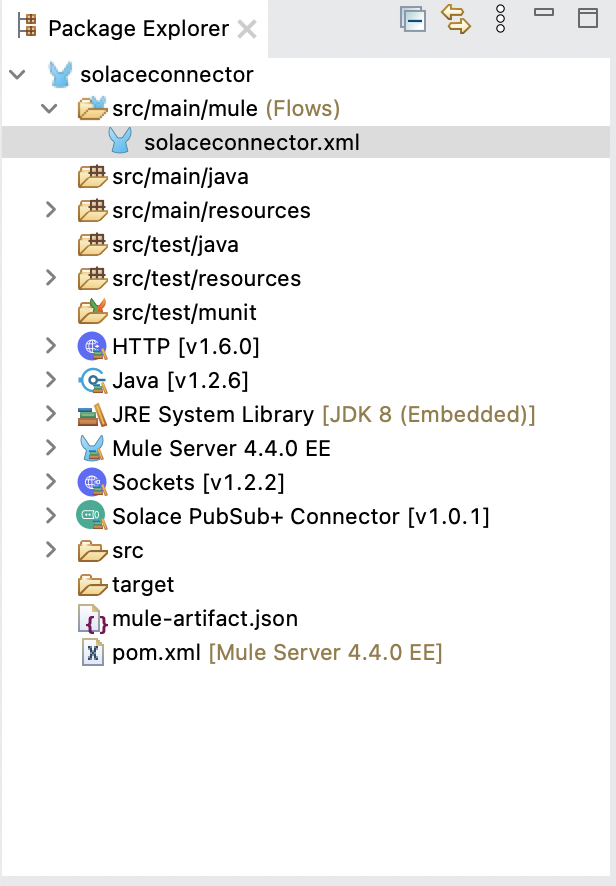 Package Explorer
solaceconnector
src/main/mule (Flows)
solaceconnector.xml
src/main/java
src/main/resources
src/test/java
src/test/resources
src/test/munit
HTTP [v1.6.0]
Java [v1.2.6]
JRE System Library [JDK 8 (Embedded)]
Mule Server 4.4.0 EE
Sockets [v1.2.2]
Solace PubSub+ Connector [v1.0.1]
src
target
mule-artifact.json
pom.xml [Mule Server 4.4.0 EE]